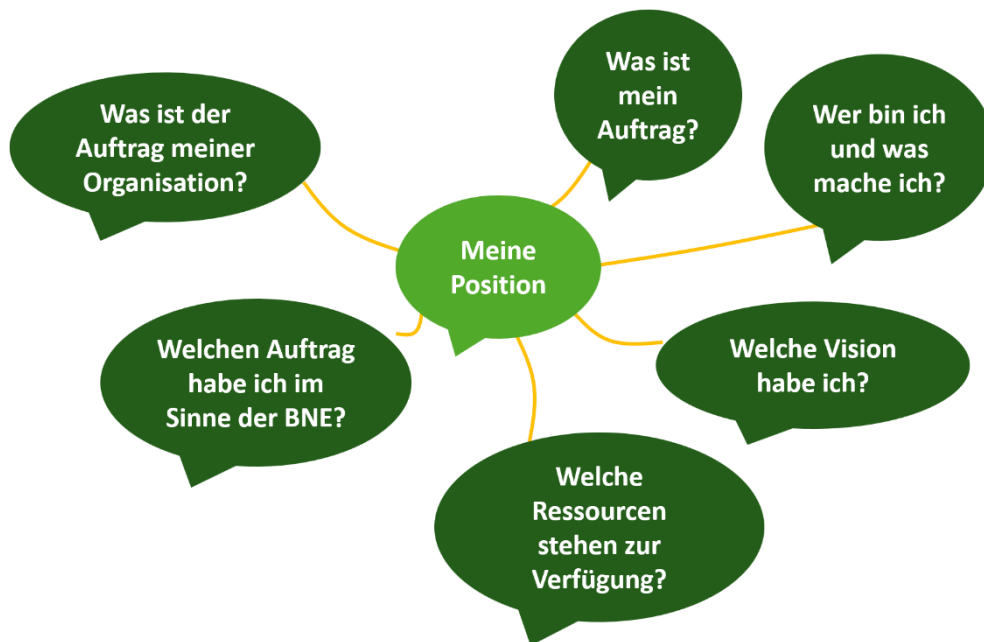 Was ist
mein
Auftrag?
Wer bin ich
und was
mache ich?
Was ist der
Auftrag meiner
Organisation?
Meine
Position
Welchen Auftrag
habe ich im
Sinne der BNE?
Welche Vision
habe ich?
Welche
Ressourcen
stehen zur
Verfügung?